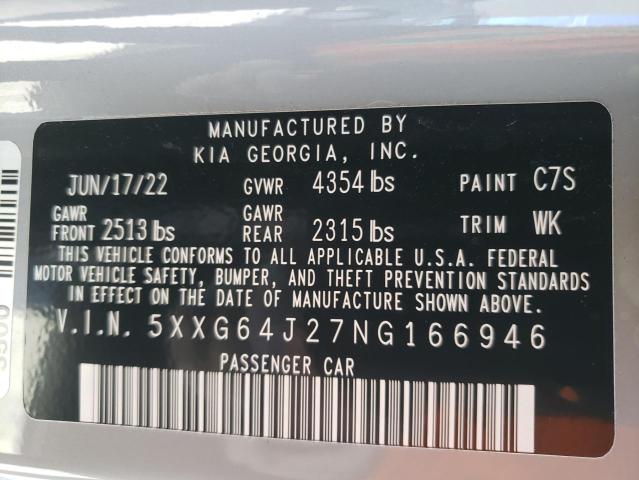 MANUFACTURED BY
KIA GEORGIA, INC.
JUN/17/22 GVWR 4354 lbs PAINT C7S
GAWR FRONT 2513 lbs GAWR REAR 2315 lbs TRIM WK
THIS VEHICLE CONFORMS TO ALL APPLICABLE U.S.A. FEDERAL
MOTOR VEHICLE SAFETY, BUMPER, AND THEFT PREVENTION STANDARDS
IN EFFECT ON THE DATE OF MANUFACTURE SHOWN ABOVE.
V.I.N. 5XXG64J27NG166946
PASSENGER CAR